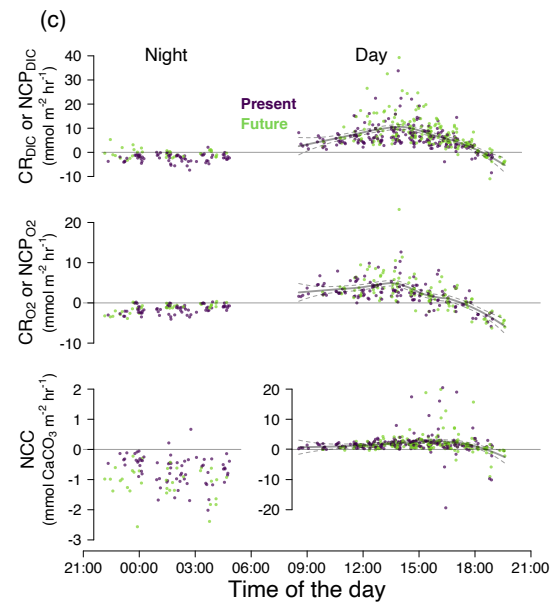 (c)
Night
Day
CR_DIC or NCP_DIC
(mmol m⁻² hr⁻¹)
40
30
20
10
0
-10
Present
Future
CR_O2 or NCP_O2
(mmol m⁻² hr⁻¹)
20
10
0
-10
NCC
(mmol CaCO₃ m⁻² hr⁻¹)
2
1
0
-1
-2
-3
20
10
0
-10
-20
21:00 00:00 03:00 06:00 09:00 12:00 15:00 18:00 21:00
Time of the day